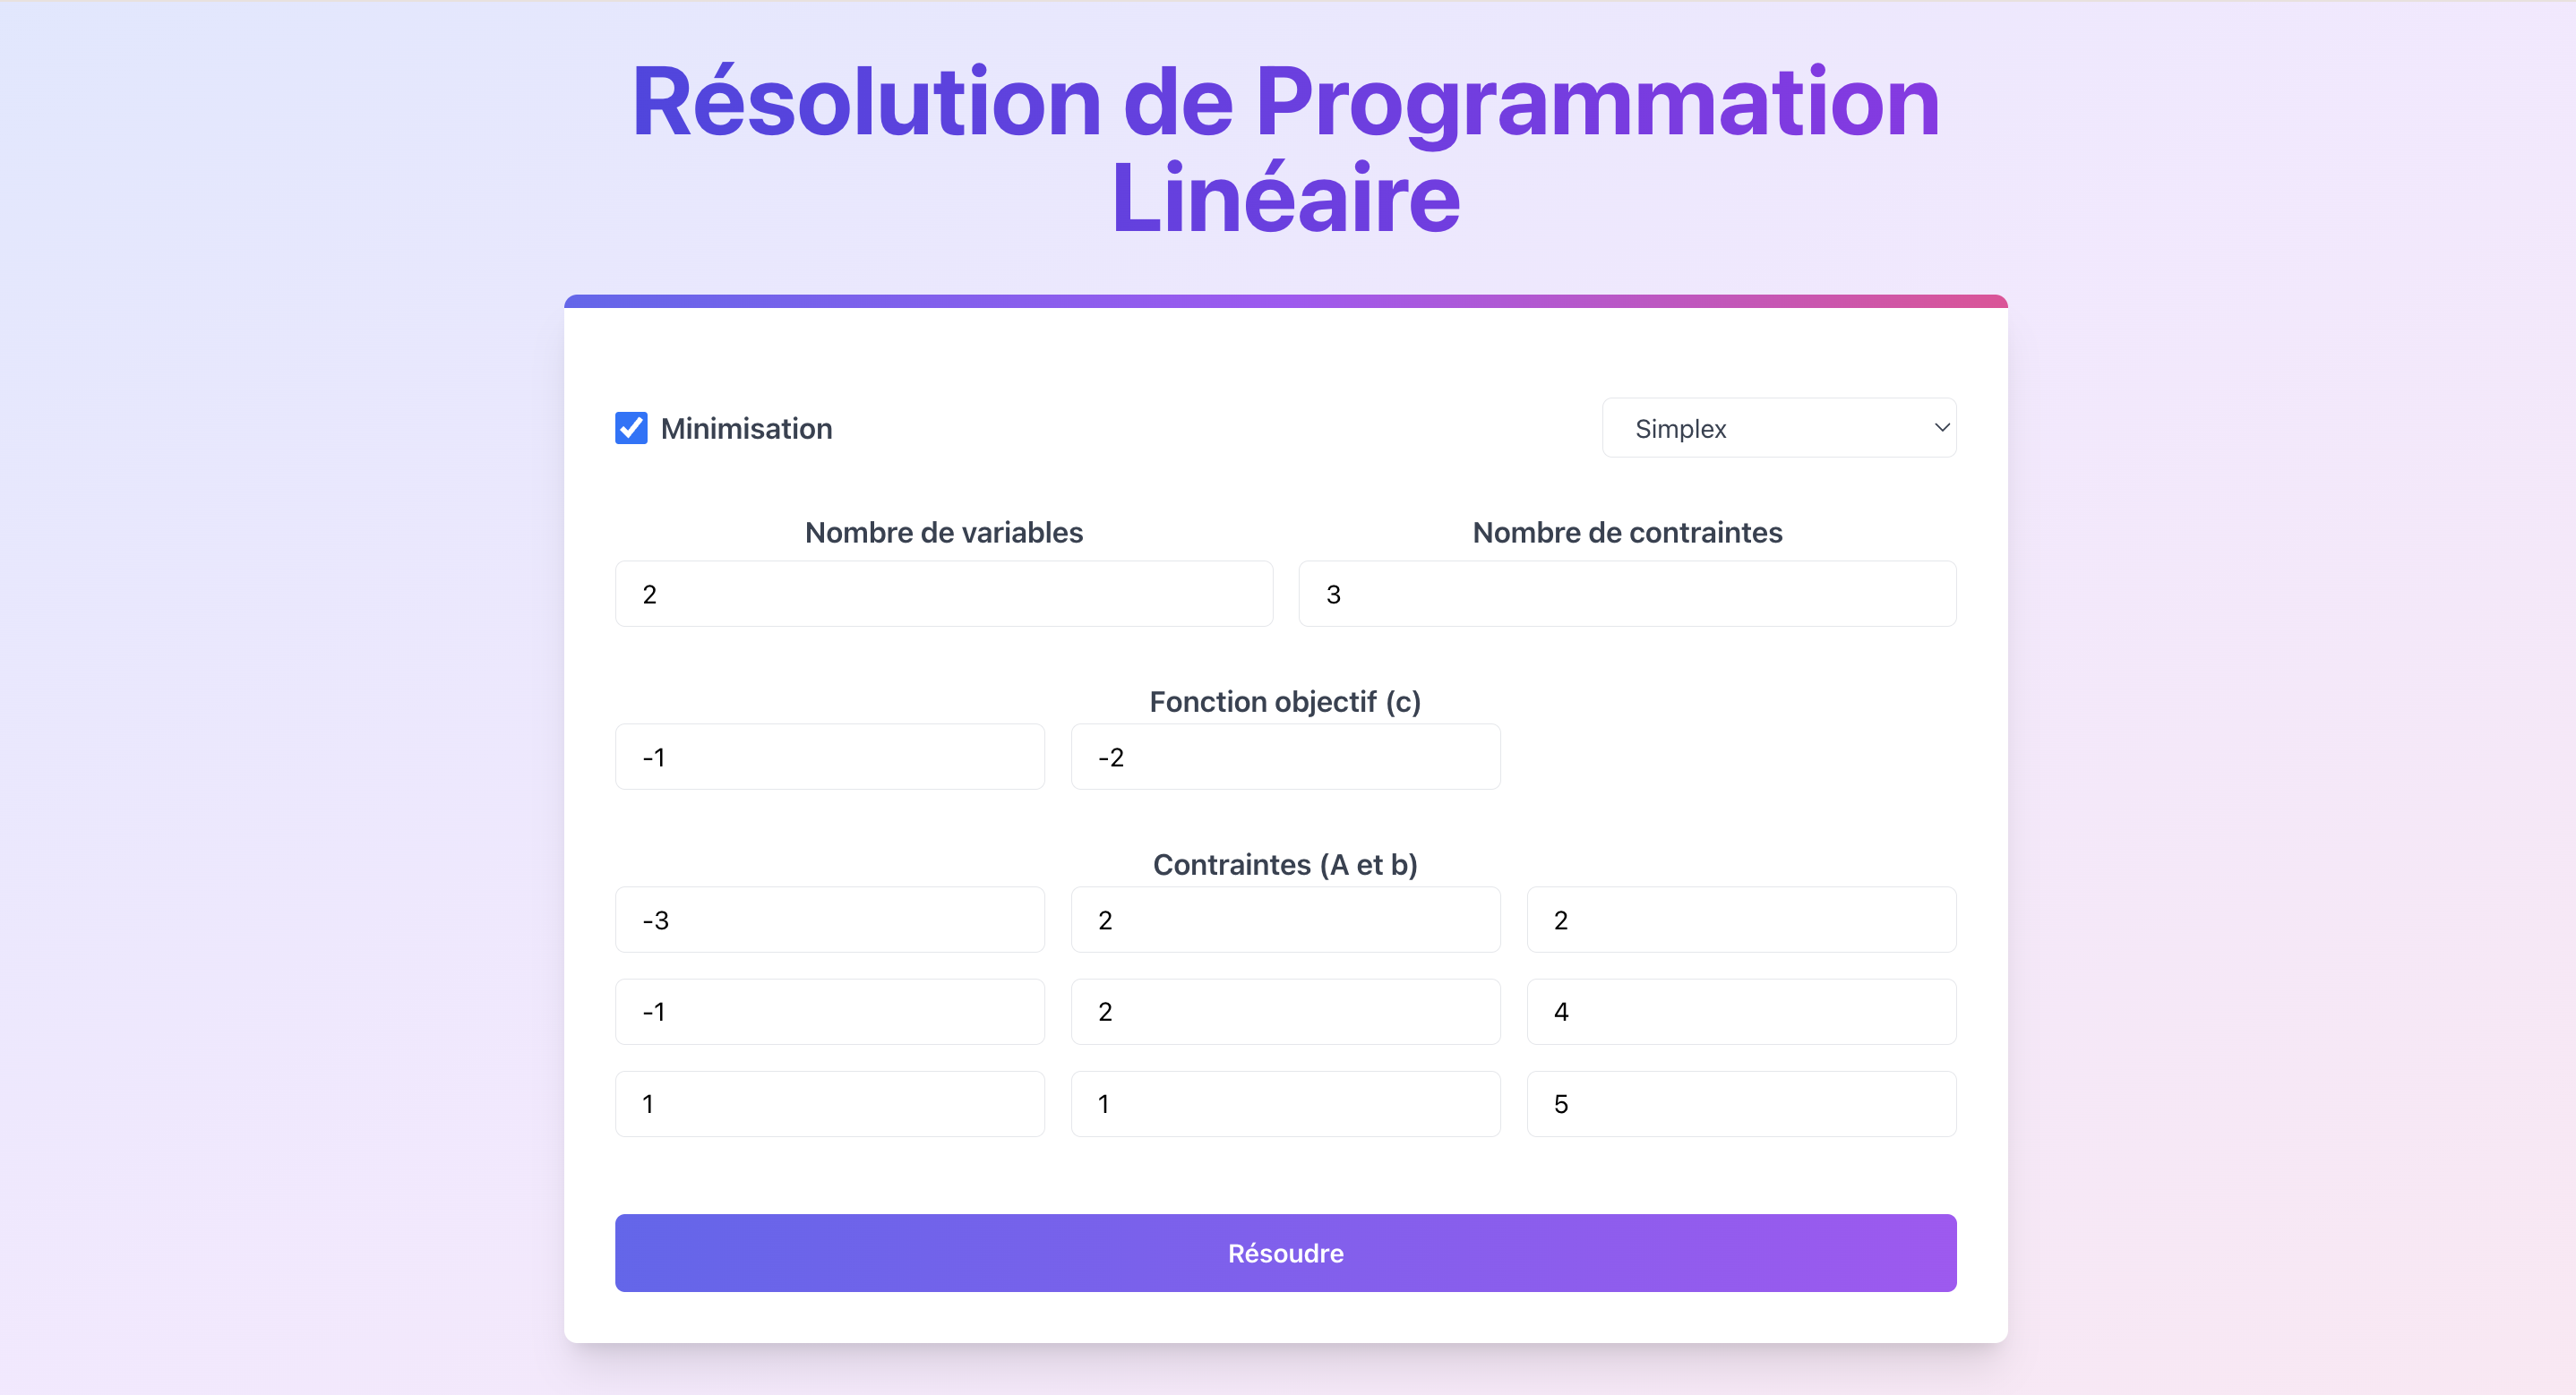 Résolution de Programmation
Linéaire
Minimisation
Simplex
Nombre de variables
Nombre de contraintes
2
3
Fonction objectif (c)
-1
-2
Contraintes (A et b)
-3
2
2
-1
2
4
1
1
5
Résoudre